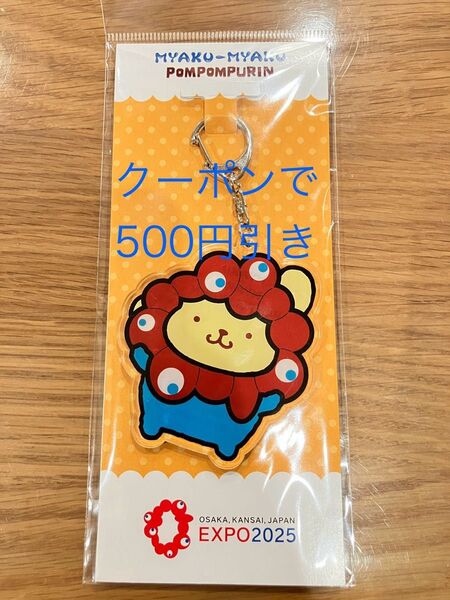 MYAKU-MYAKU
POMPOMPURIN
クーポンで
500円引き
OSAKA, KANSAI, JAPAN
EXPO2025